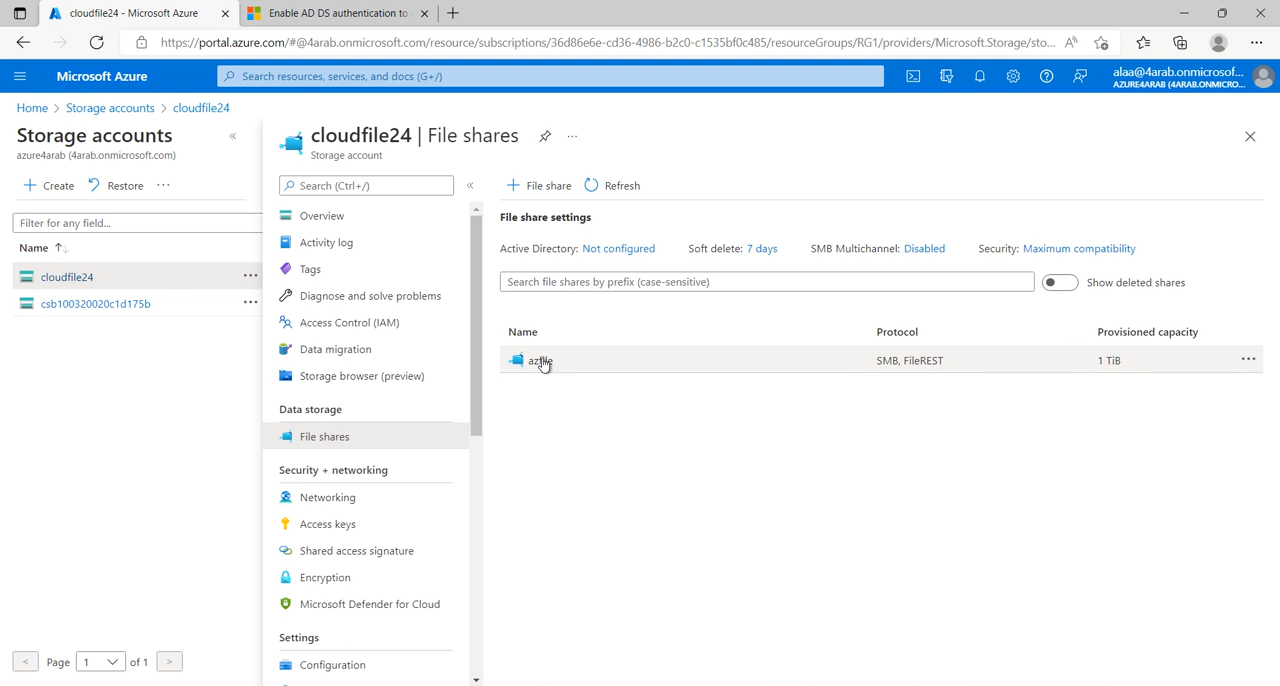 cloudfile24 - Microsoft Azure
Enable AD DS authentication to
https://portal.azure.com/#@4arab.onmicrosoft.com/resource/subscriptions/36d86e6e-cd36-4986-b2c0-c1535bf0c485/resourceGroups/RG1/providers/Microsoft.Storage/sto...
Microsoft Azure
Search resources, services, and docs (G+/)
alaa@4arab.onmicrosof...
AZURE4ARAB (4ARAB.ONMICRO...
Home > Storage accounts > cloudfile24
Storage accounts
azure4arab (4arab.onmicrosoft.com)
Create
Restore
Filter for any field...
Name
cloudfile24
csb100320020c1d175b
Page 1 of 1
cloudfile24 | File shares
Storage account
Search (Ctrl+/)
Overview
Activity log
Tags
Diagnose and solve problems
Access Control (IAM)
Data migration
Storage browser (preview)
Data storage
File shares
Security + networking
Networking
Access keys
Shared access signature
Encryption
Microsoft Defender for Cloud
Settings
Configuration
File share
Refresh
File share settings
Active Directory: Not configured Soft delete: 7 days SMB Multichannel: Disabled Security: Maximum compatibility
Search file shares by prefix (case-sensitive)
Show deleted shares
Name Protocol Provisioned capacity
azfile SMB, FileREST 1 TiB